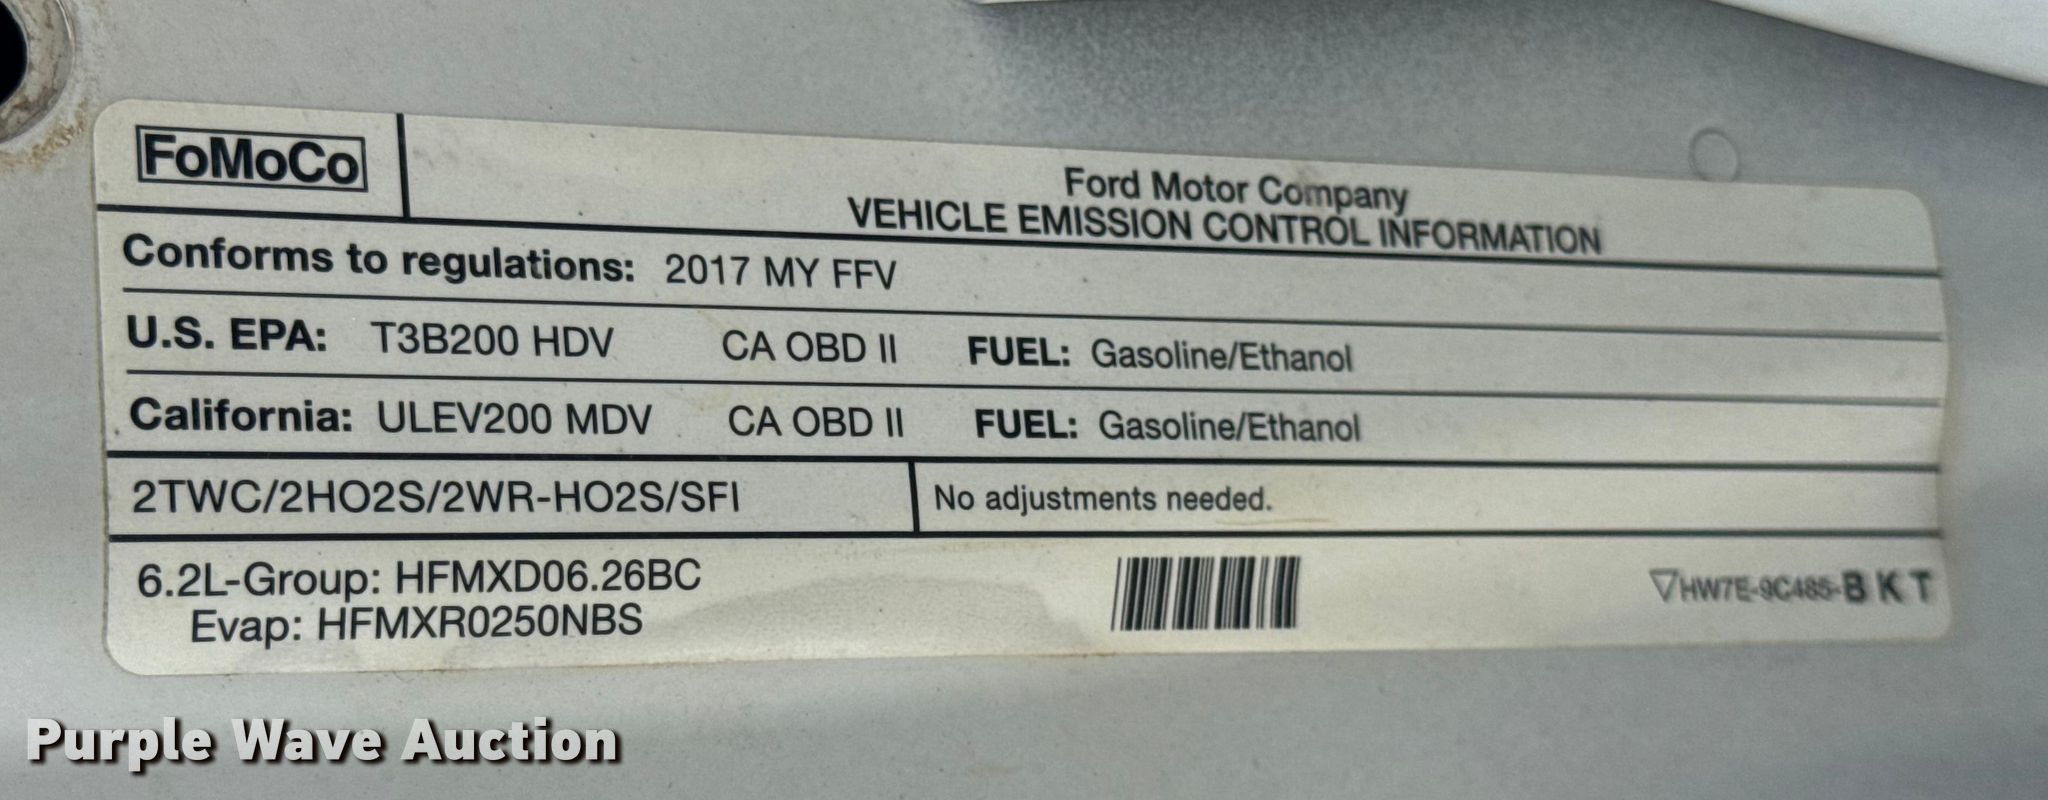 FoMoCo
Ford Motor Company
VEHICLE EMISSION CONTROL INFORMATION
Conforms to regulations: 2017 MY FFV
U.S. EPA: T3B200 HDV CA OBD II FUEL: Gasoline/Ethanol
California: ULEV200 MDV CA OBD II FUEL: Gasoline/Ethanol
2TWC/2HO2S/2WR-HO2S/SFI No adjustments needed.
6.2L-Group: HFMXD06.26BC
Evap: HFMXR0250NBS
HW7E-9C485-B K T
Purple Wave Auction